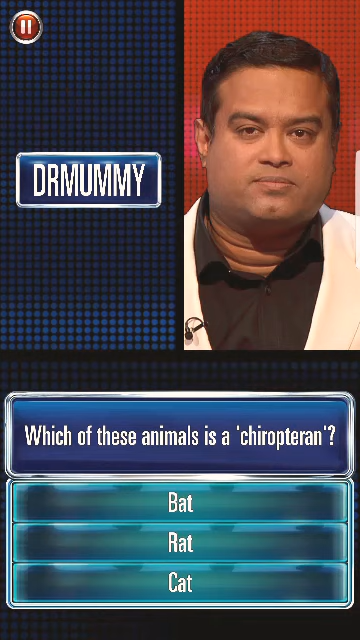 DRMUMMY
Which of these animals is a 'chiropteran'?
Bat
Rat
Cat